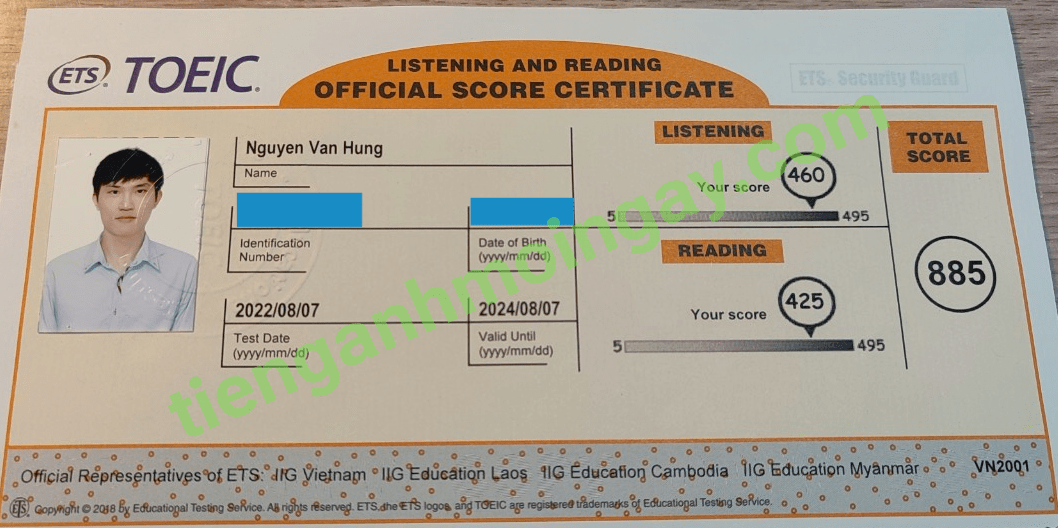 ETS. TOEIC.
LISTENING AND READING
OFFICIAL SCORE CERTIFICATE
ETS® Security Guard
Nguyen Van Hung
Name
Identification
Number
Date of Birth
(yyyy/mm/dd)
2022/08/07
Test Date
(yyyy/mm/dd)
2024/08/07
Valid Until
(yyyy/mm/dd)
LISTENING
Your score
460
5 495
READING
Your score
425
5 495
TOTAL
SCORE
885
tienganhmoingay.com
Official Representatives of ETS: IIG Vietnam IIG Education Laos IIG Education Cambodia IIG Education Myanmar
VN2001
ETS Copyright © 2018 by Educational Testing Service. All rights reserved. ETS, the ETS logos, and TOEIC are registered trademarks of Educational Testing Service.